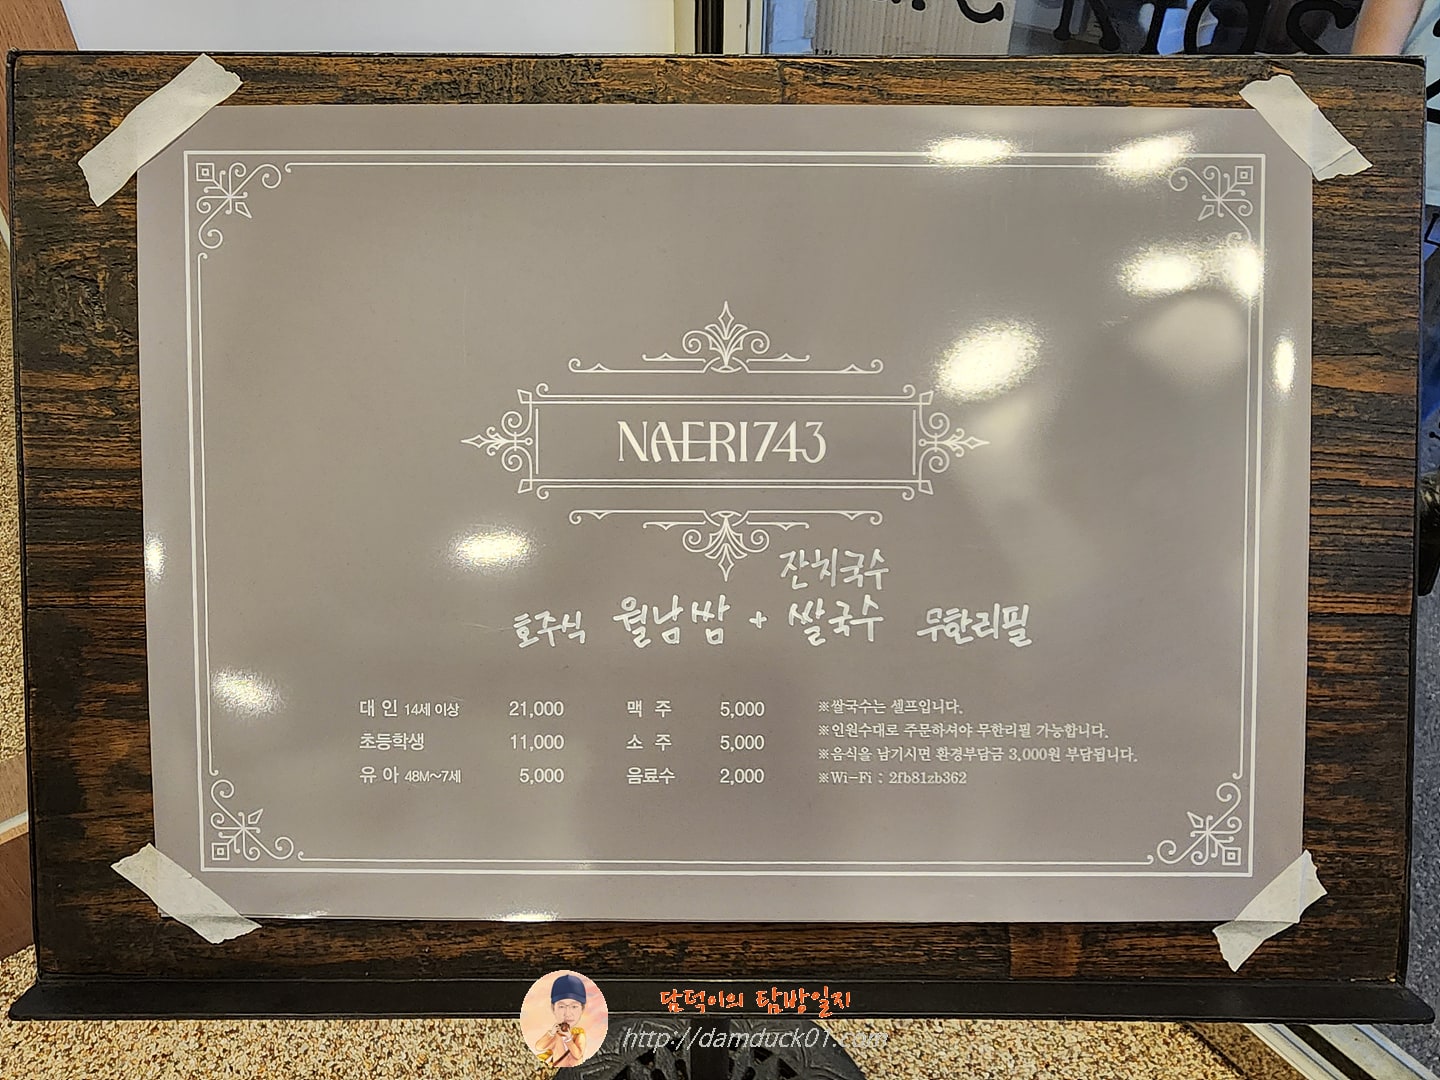 NAERI743
잔치국수
호주식 월남쌈 + 쌀국수 무한리필
대 인 14세 이상 21,000 맥 주 5,000 ※쌀국수는 셀프입니다.
초등학생 11,000 소 주 5,000 ※인원수대로 주문하셔야 무한리필 가능합니다.
※음식을 남기시면 환경부담금 3,000원 부담됩니다.
유 아 48M~7세 5,000 음료수 2,000 ※Wi-Fi : 2fb81zb362
담덕이의 탐방일지
http://damduck01.com